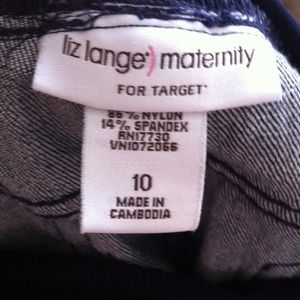 liz lange) maternity
FOR TARGET
86% NYLON
14% SPANDEX
RN17730
VN1072066
10
MADE IN
CAMBODIA